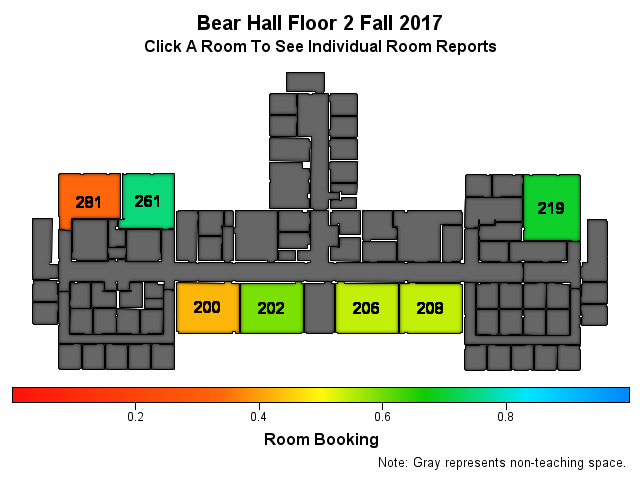 Bear Hall Floor 2 Fall 2017
Click A Room To See Individual Room Reports
281
261
219
200
202
206
208
0.2 0.4 0.6 0.8
Room Booking
Note: Gray represents non-teaching space.